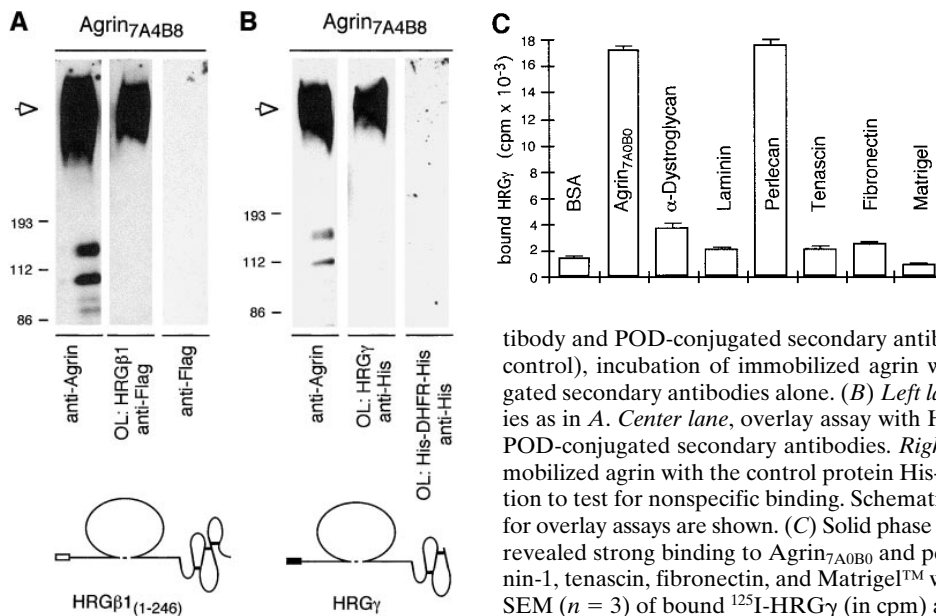 A
Agrin7A4B8
193
112
86
anti-Agrin
OL: HRGβ1
anti-Flag
anti-Flag
HRGβ1(1-246)
B
Agrin7A4B8
193
112
86
anti-Agrin
OL: HRGγ
anti-His
OL: His-DHFR-His
anti-His
HRGγ
C
bound HRGγ (cpm x 10-3)
18
16
14
12
10
8
6
4
2
0
BSA
Agrin7A0B0
α-Dystroglycan
Laminin
Perlecan
Tenascin
Fibronectin
Matrigel
tibody and POD-conjugated secondary antib
control), incubation of immobilized agrin w
gated secondary antibodies alone. (B) Left la
ies as in A. Center lane, overlay assay with H
POD-conjugated secondary antibodies. Right
mobilized agrin with the control protein His-
tion to test for nonspecific binding. Schemati
for overlay assays are shown. (C) Solid phase
revealed strong binding to Agrin7A0B0 and pe
nin-1, tenascin, fibronectin, and Matrigel™ w
SEM (n = 3) of bound 125I-HRGγ (in cpm) a